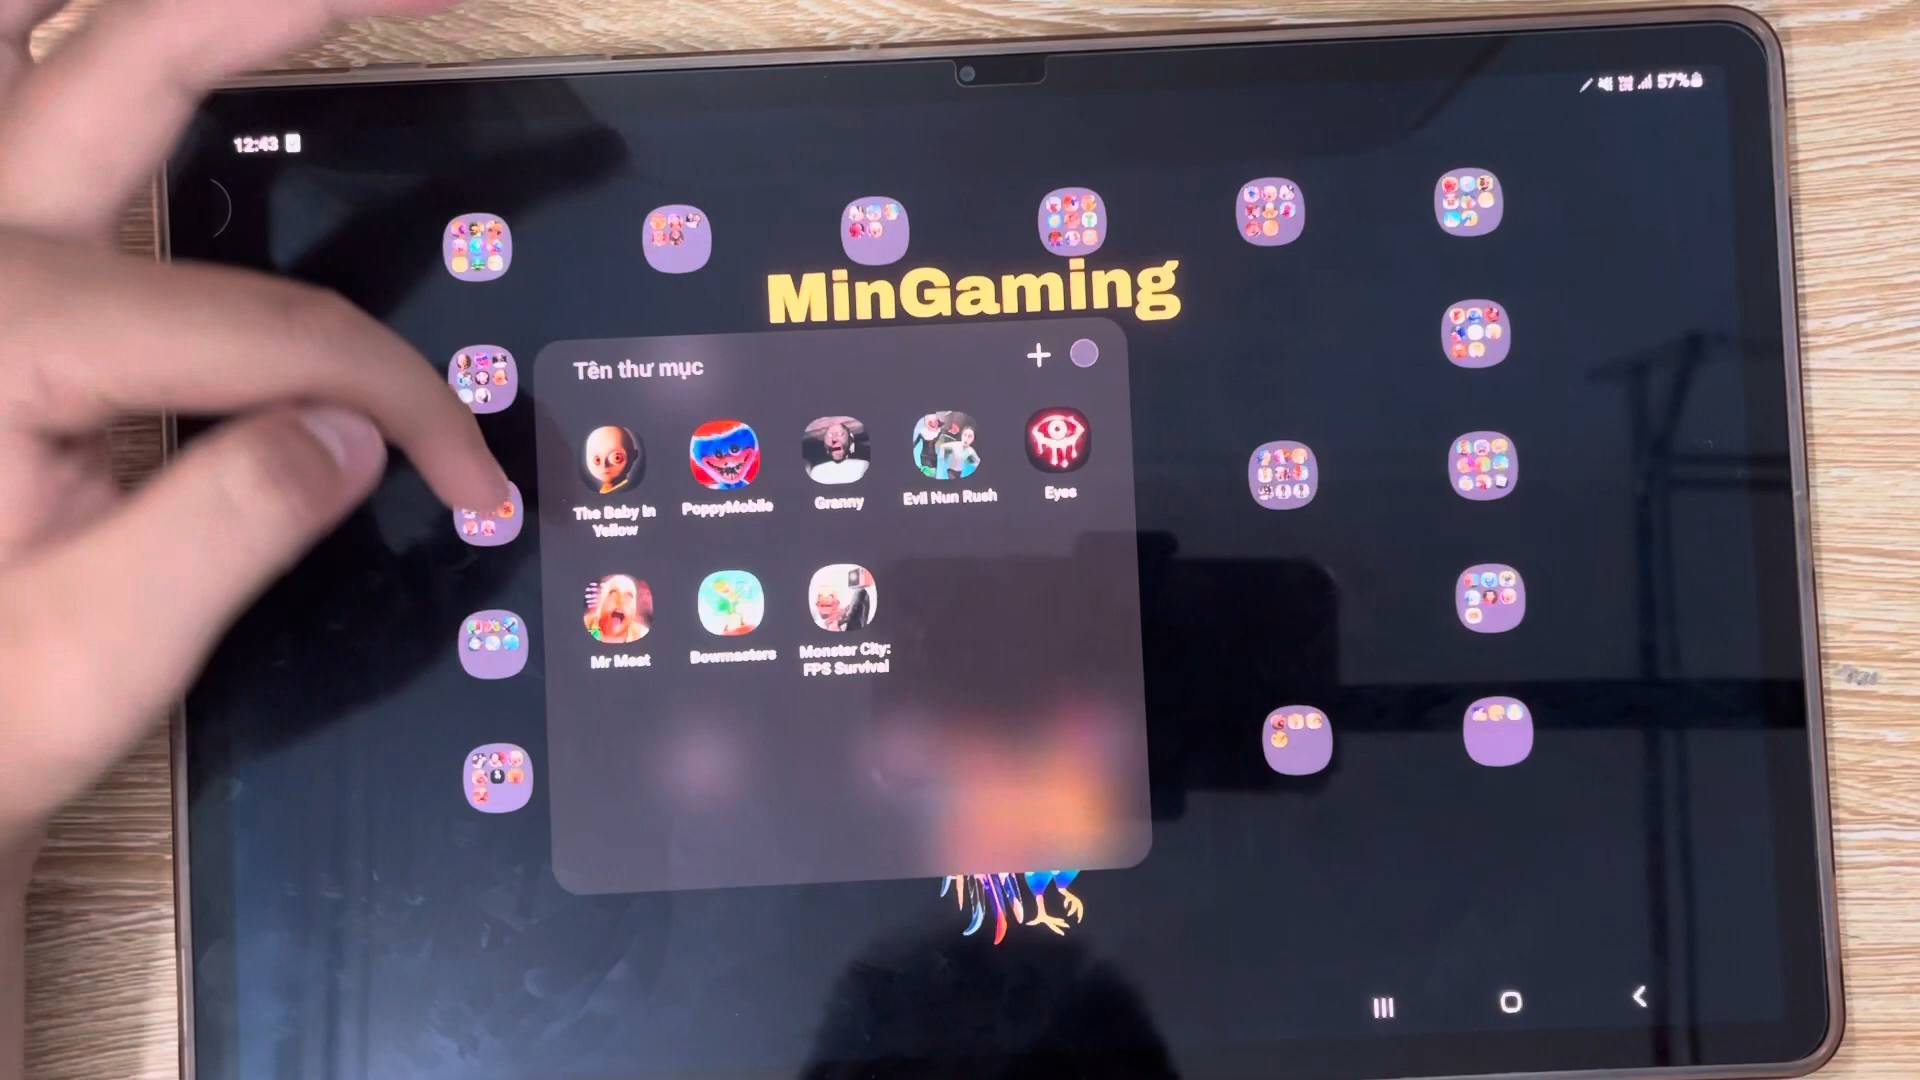 12:43
57%
MinGaming
Tên thư mục
The Baby In
Yellow
PoppyMobile
Granny
Evil Nun Rush
Eyes
Mr Meat
Bowmasters
Monster City:
FPS Survival